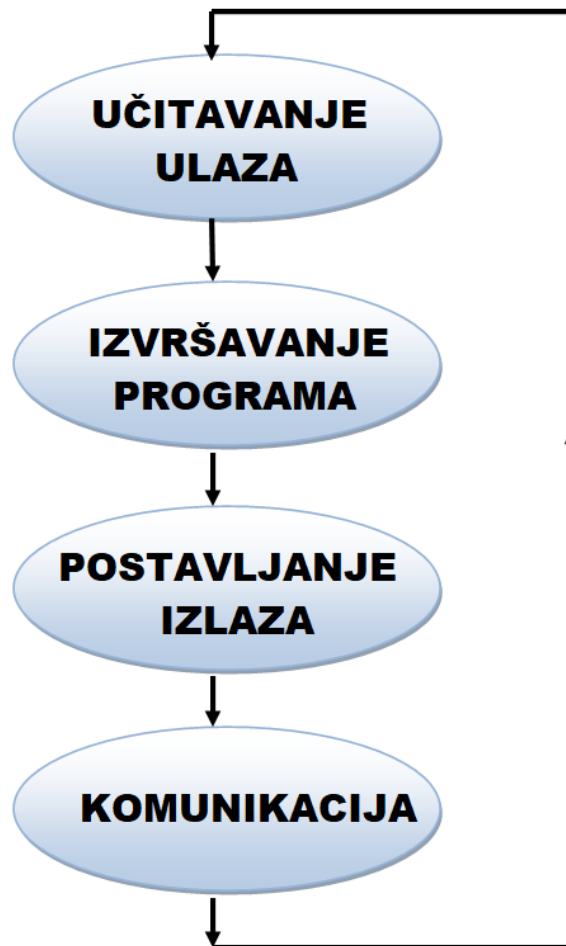 UČITAVANJE
ULAZA
IZVRŠAVANJE
PROGRAMA
POSTAVLJANJE
IZLAZA
KOMUNIKACIJA